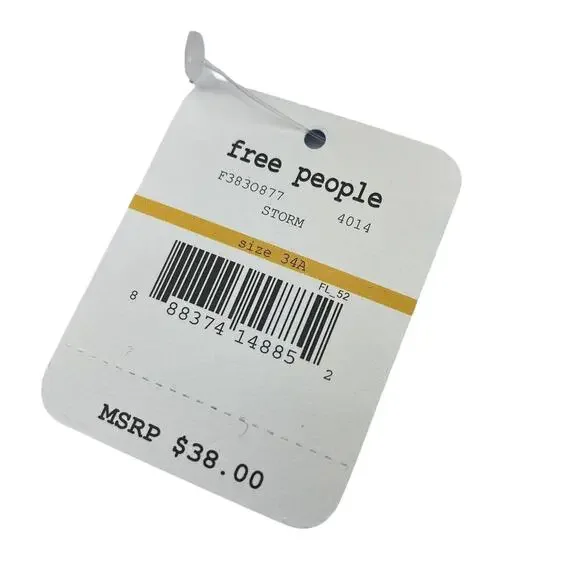 free people
F3830877
STORM 4014
size 34A
FL_52
8 88374 14885 2
MSRP $38.00